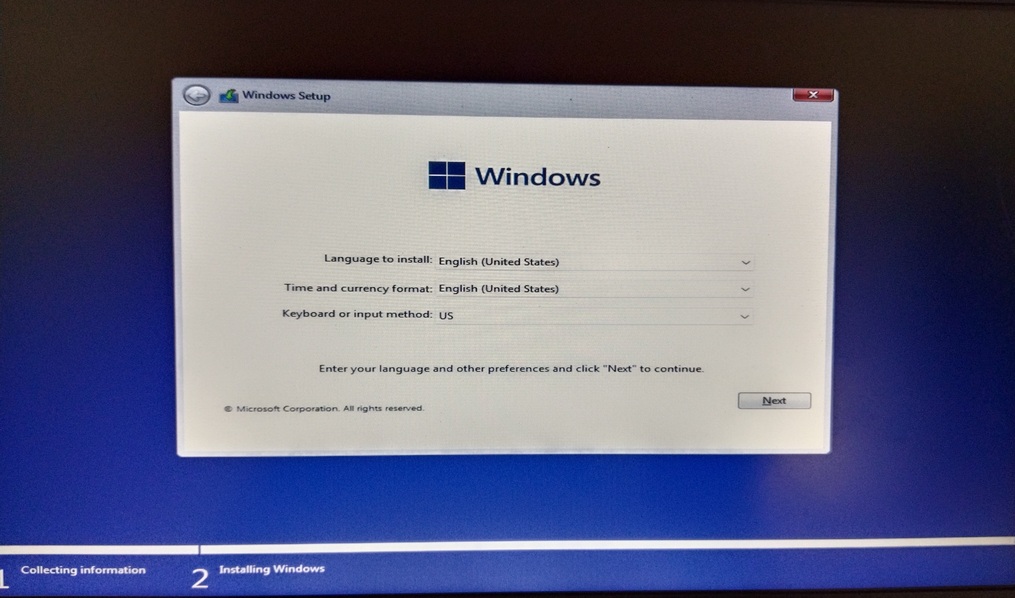 Windows Setup
Windows
Language to install: English (United States)
Time and currency format: English (United States)
Keyboard or input method: US
Enter your language and other preferences and click "Next" to continue.
© Microsoft Corporation. All rights reserved.
Next
1 Collecting information
2 Installing Windows